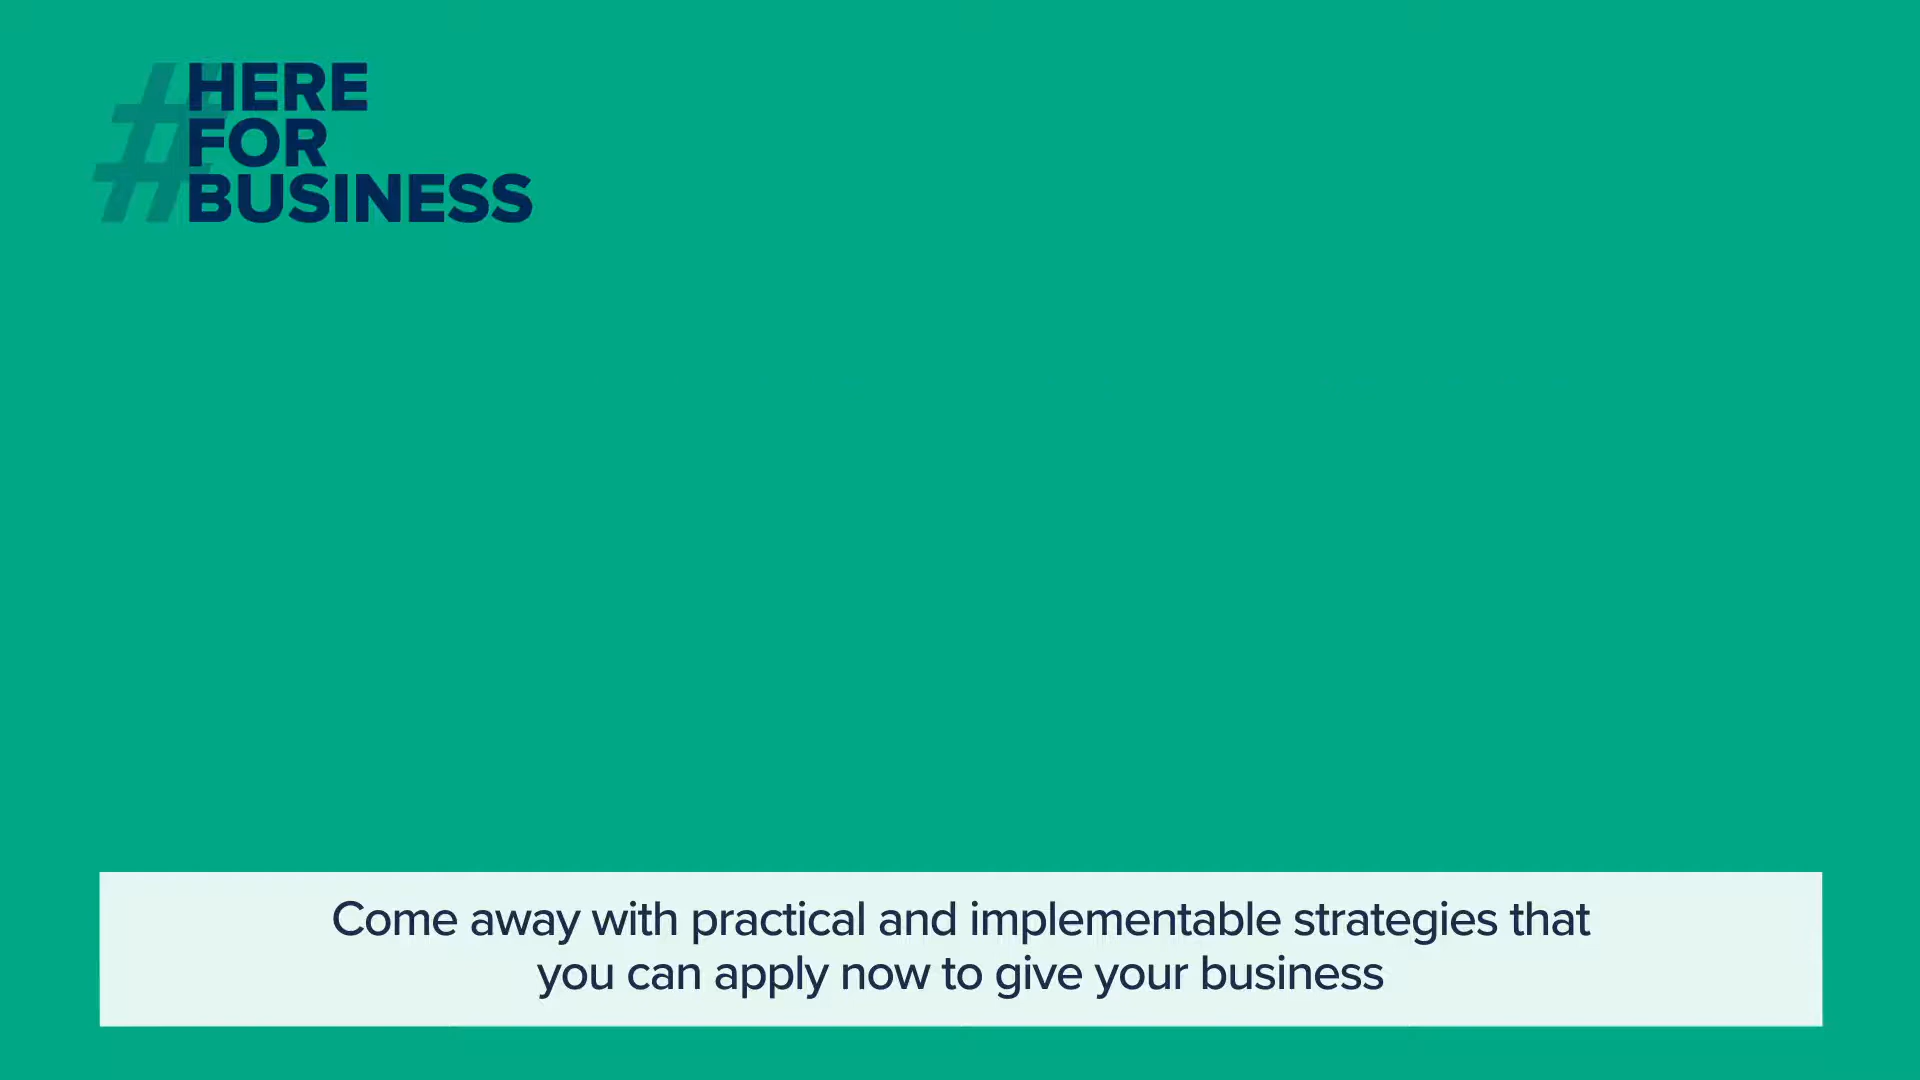 #HERE
FOR
BUSINESS
Come away with practical and implementable strategies that
you can apply now to give your business